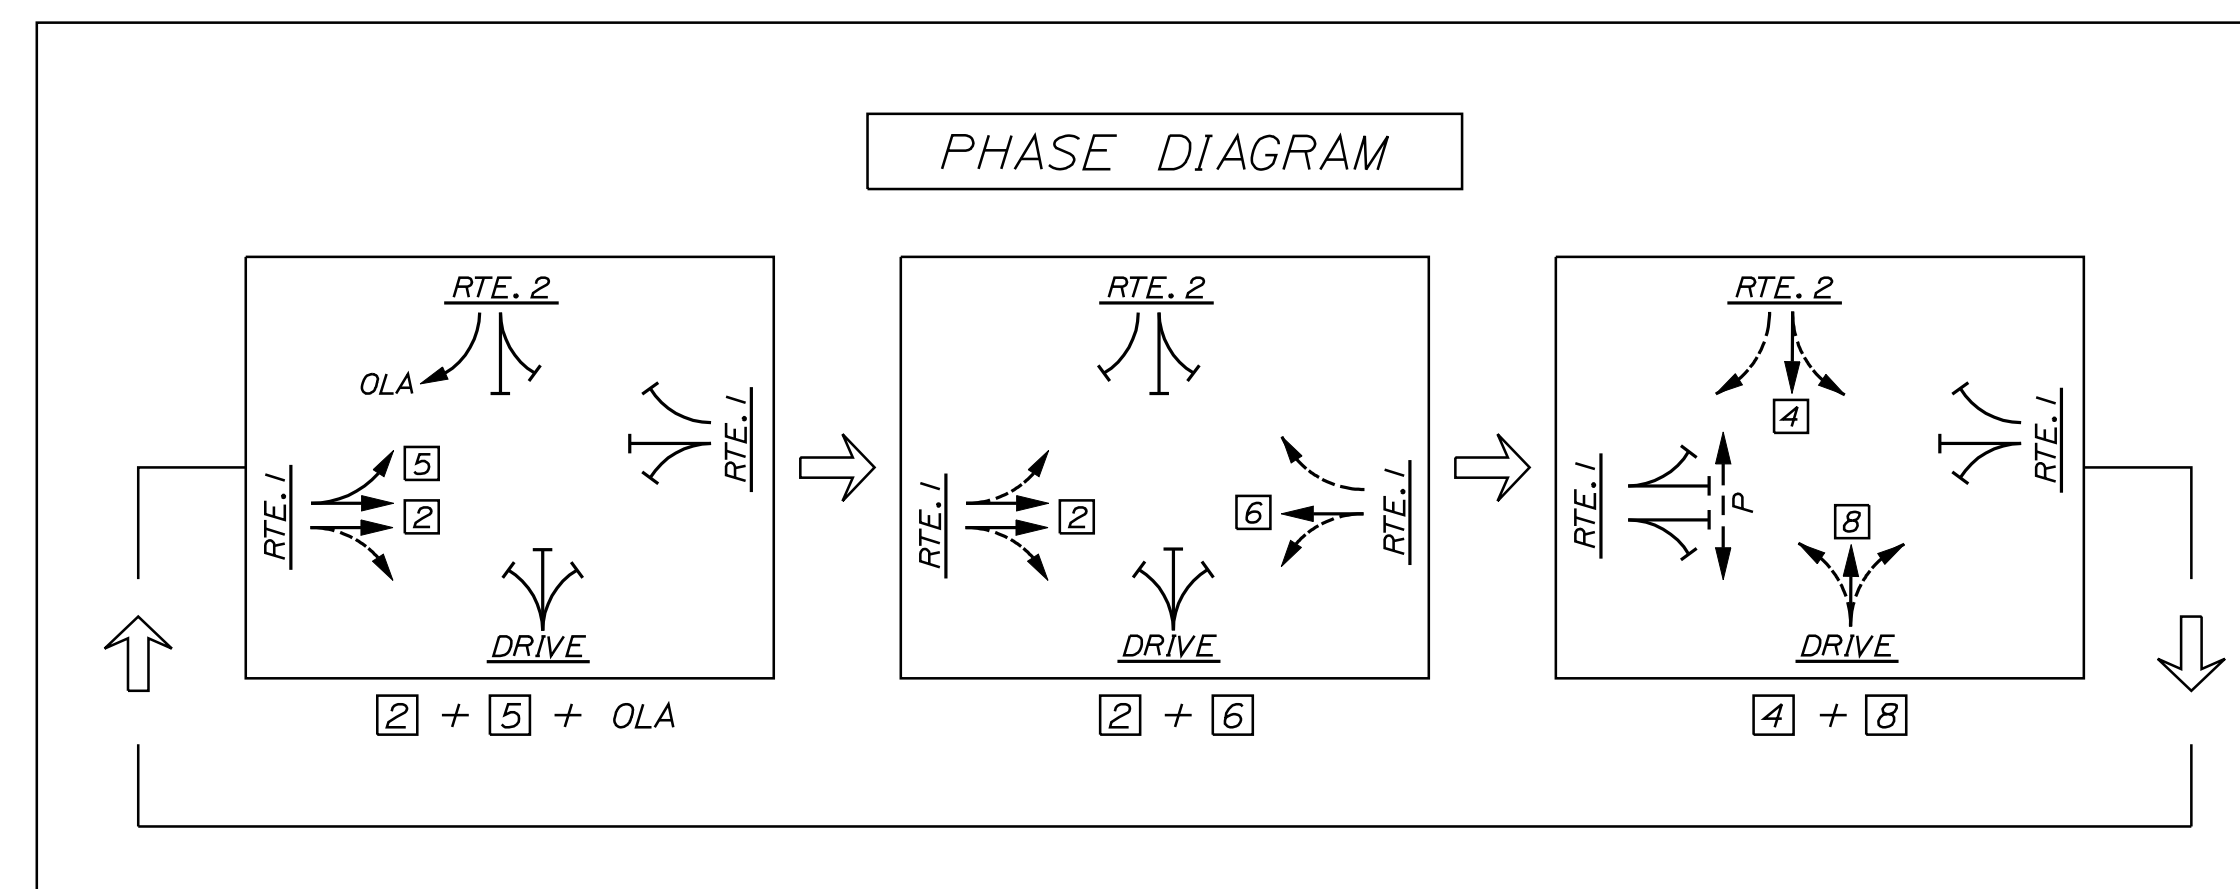 PHASE DIAGRAM
RTE. 2
OLA
5
2
RTE. 1
RTE. 1
DRIVE
2 + 5 + OLA
RTE. 2
RTE. 1
2
6
RTE. 1
DRIVE
2 + 6
RTE. 2
4
RTE. 1
P
8
RTE. 1
DRIVE
4 + 8